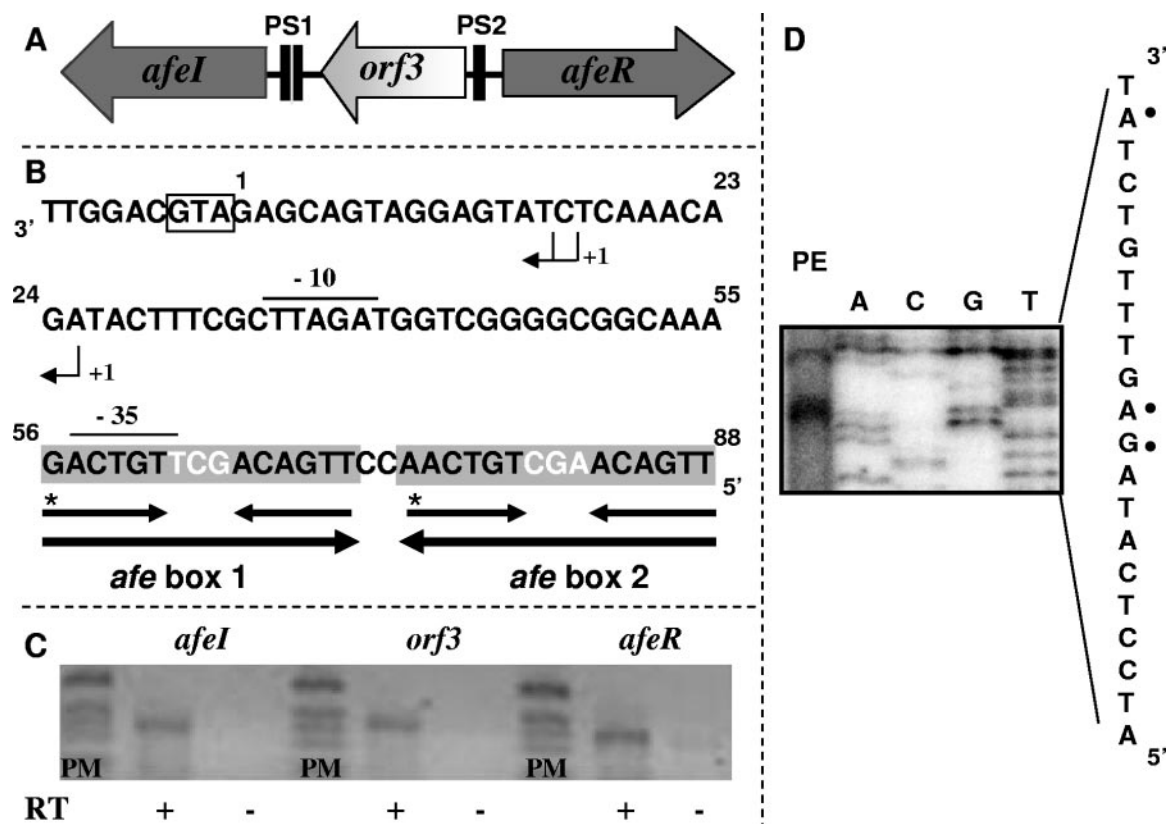 A
PS1 PS2
afeI orf3 afeR
B
1 23
3’ TTGGACGTAGAGCAGTAGGAGTATCTCAAACA
+1
24 - 10 55
GATACTTTCGCTTAGATGGTCGGGGCGGCAAA
+1
56 - 35 88
GACTGTTCGACAGTTCCAACTGTCGAACAGTT
5’
* *
afe box 1 afe box 2
C
afeI orf3 afeR
PM PM PM
RT + - + - + -
D
3’
T
A
T
C
T
G
T
T
T
G
A
G
A
T
A
C
T
C
C
T
A
5’
PE
A C G T